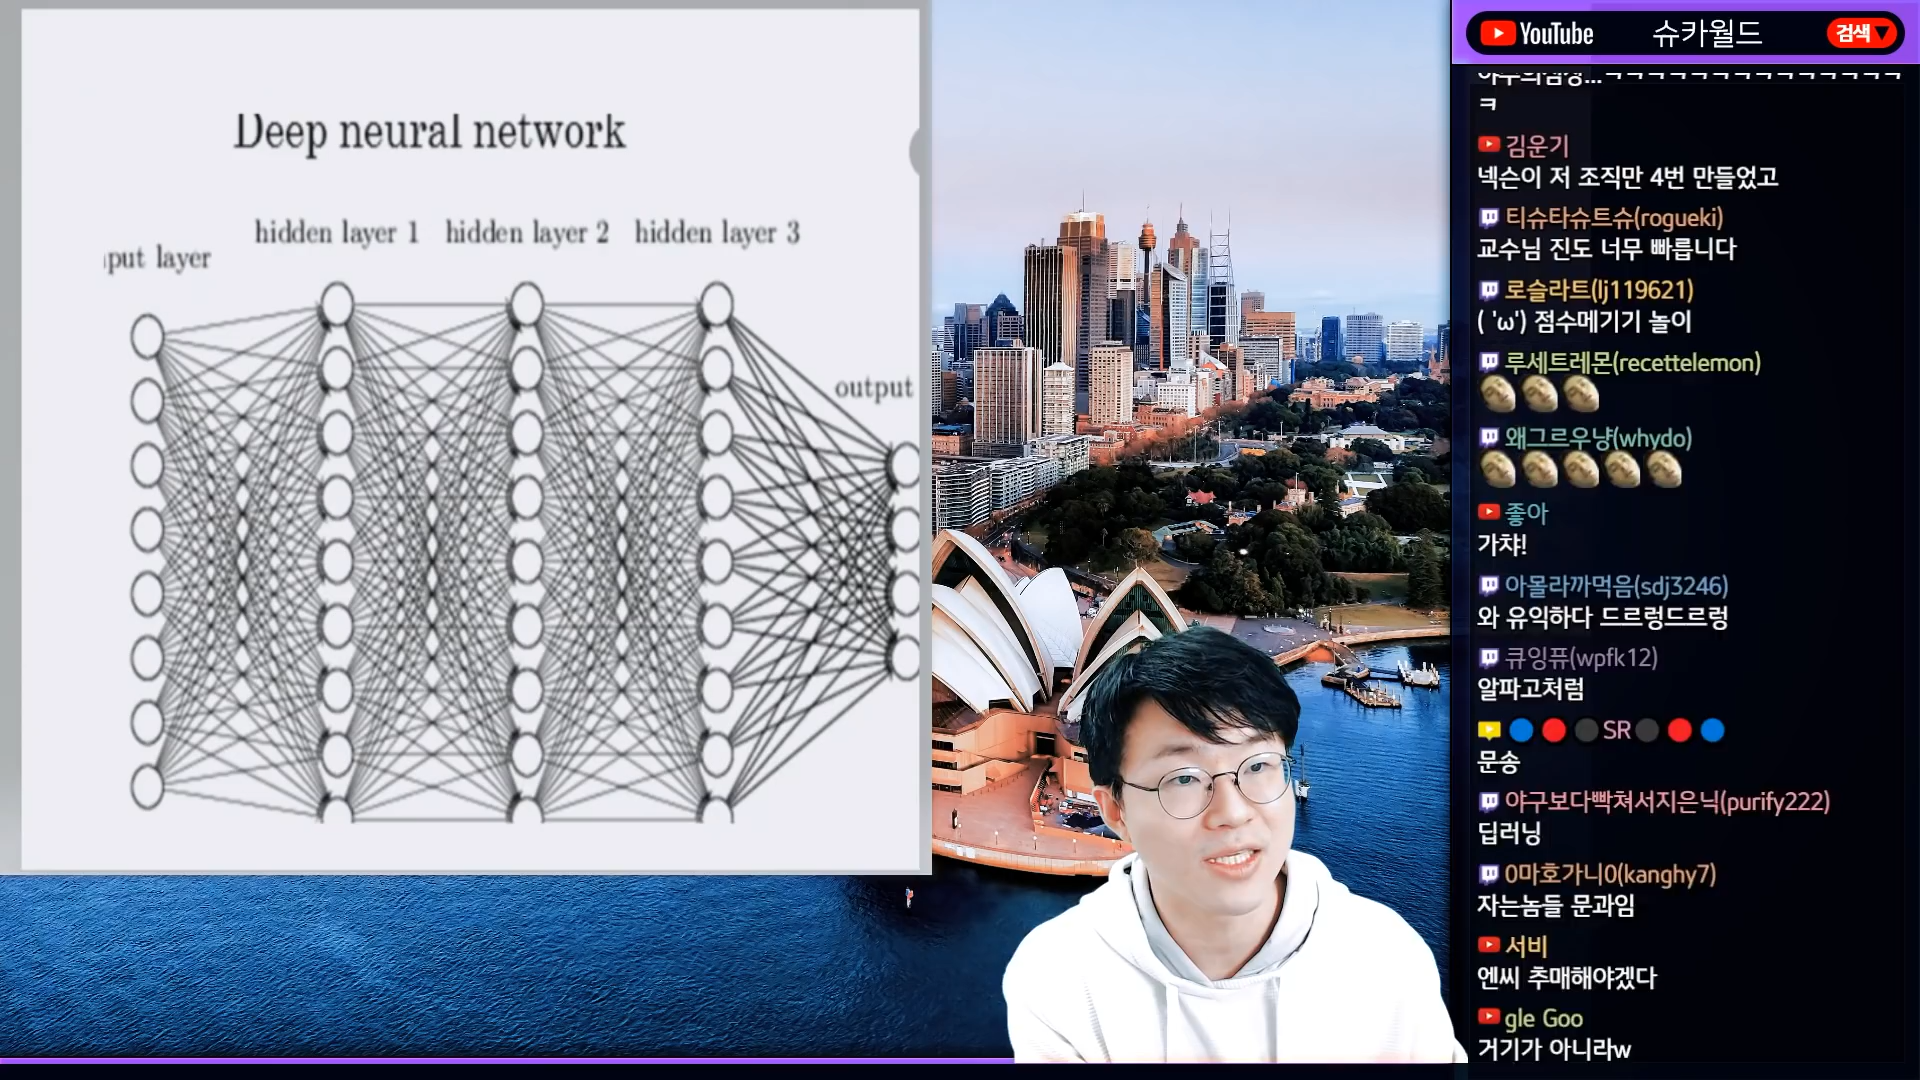 Deep neural network
hidden layer 1 hidden layer 2 hidden layer 3
put layer
output
YouTube 슈카월드 검색▼
ㅋ
김운기
넥슨이 저 조직만 4번 만들었고
티슈타슈트슈(rogueki)
교수님 진도 너무 빠릅니다
로슬라트(lj119621)
( 'ω') 점수메기기 놀이
루세트레몬(recettelemon)
왜그르우냥(whydo)
좋아
가챠!
아몰라까먹음(sdj3246)
와 유익하다 드르렁드르렁
큐잉퓨(wpfk12)
알파고처럼
SR
문송
야구보다빡쳐서지은닉(purify222)
딥러닝
0마호가니0(kanghy7)
자는놈들 문과임
서비
엔씨 추매해야겠다
gle Goo
거기가 아니라w